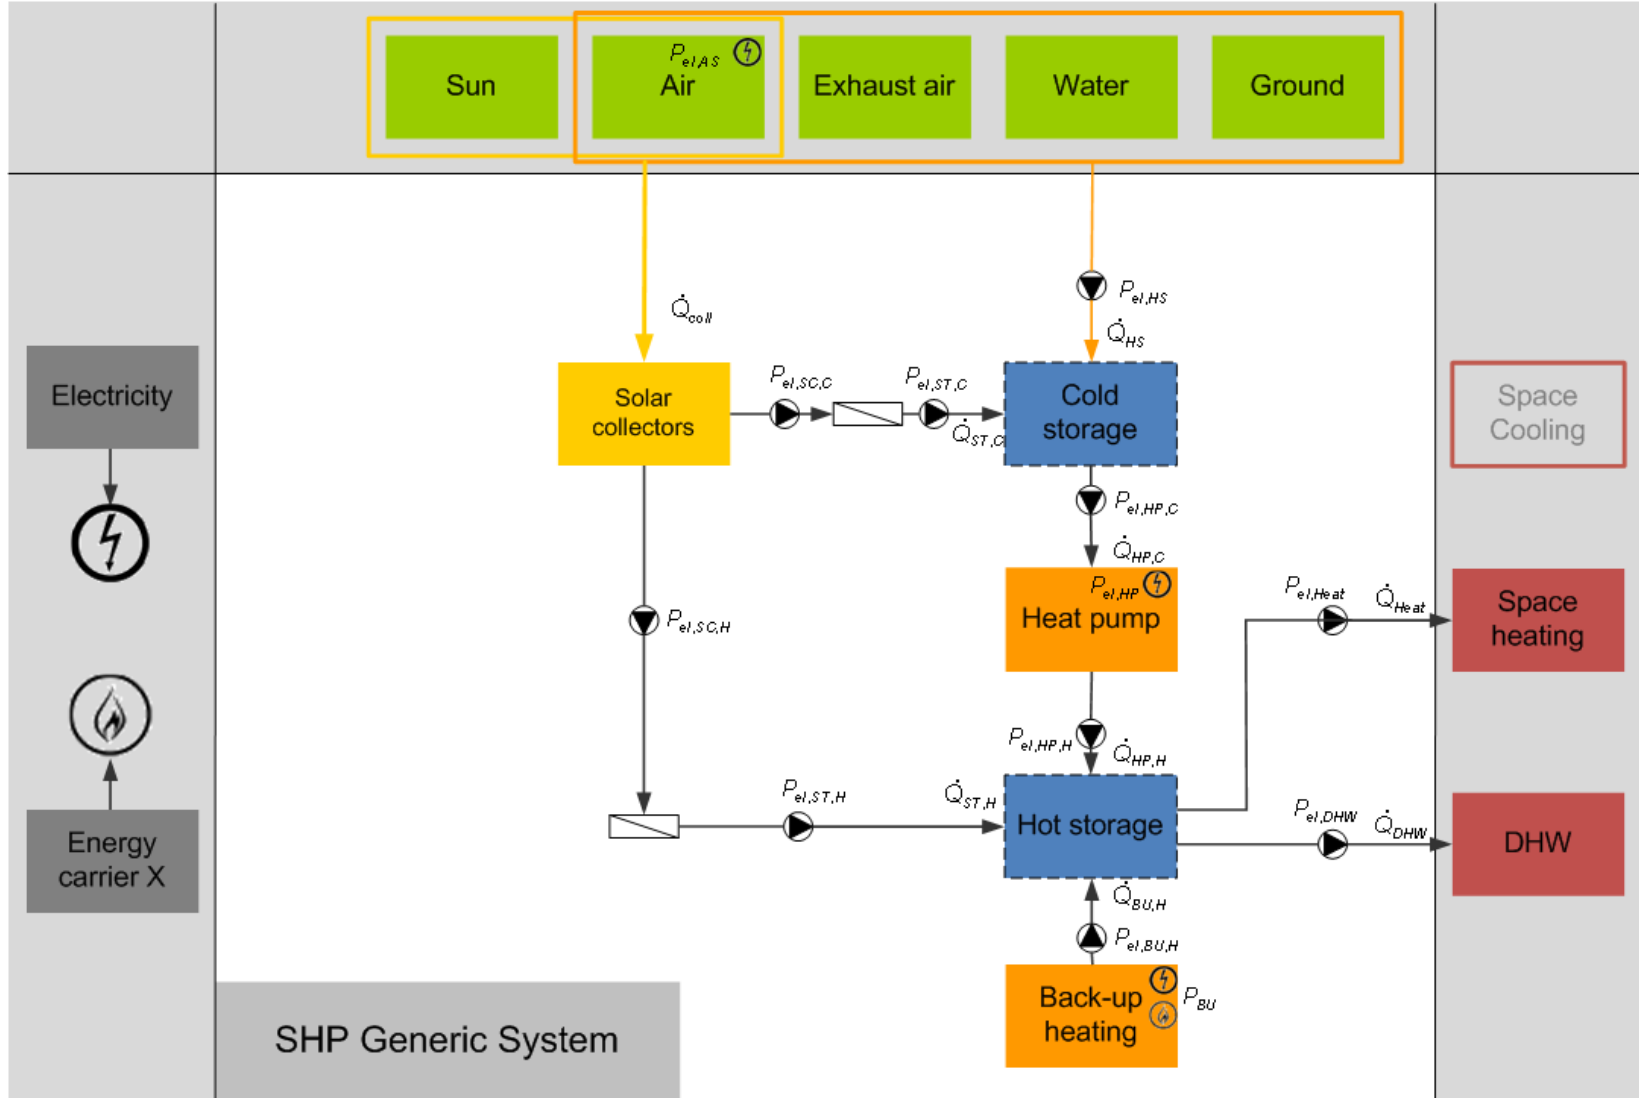 P_el,AS
Sun
Air
Exhaust air
Water
Ground
P_el,HS
Q̇_coll
Q̇_HS
Electricity
Solar
collectors
P_el,SC,C
P_el,ST,C
Q̇_ST,C
Cold
storage
Space
Cooling
P_el,HP,C
Q̇_HP,C
P_el,HP
Heat pump
P_el,SC,H
P_el,Heat
Q̇_Heat
Space
heating
P_el,HP,H
Q̇_HP,H
P_el,ST,H
Q̇_ST,H
Hot storage
P_el,DHW
Q̇_DHW
DHW
Energy
carrier X
Q̇_BU,H
P_el,BU,H
Back-up
heating
P_BU
SHP Generic System